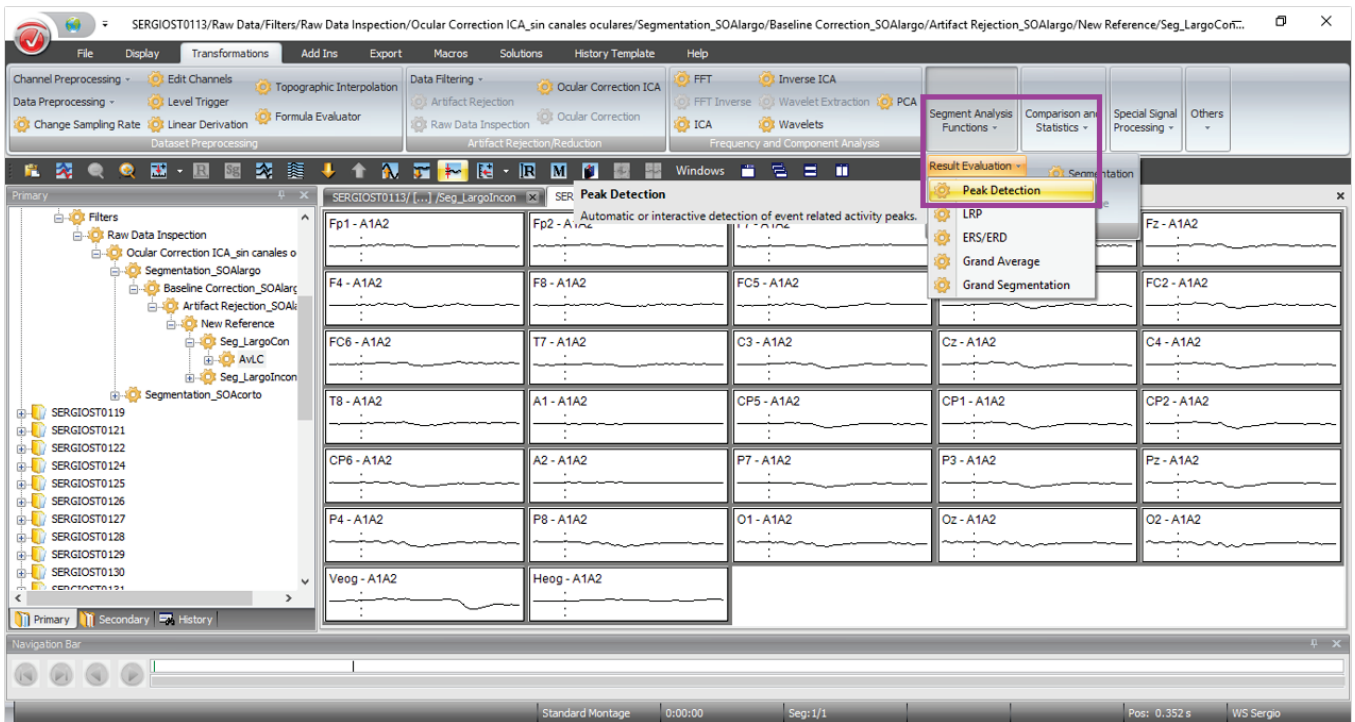 SERGIOST0113/Raw Data/Filters/Raw Data Inspection/Ocular Correction ICA_sin canales oculares/Segmentation_SOAlargo/Baseline Correction_SOAlargo/Artifact Rejection_SOAlargo/New Reference/Seg_LargoCon...
File Display Transformations Add Ins Export Macros Solutions History Template Help
Channel Preprocessing Edit Channels Topographic Interpolation Data Filtering Ocular Correction ICA FFT Inverse ICA
Data Preprocessing Level Trigger Formula Evaluator Artifact Rejection Ocular Correction FFT Inverse Wavelet Extraction PCA
Change Sampling Rate Linear Derivation Raw Data Inspection ICA Wavelets
Segment Analysis Functions Comparison and Statistics Special Signal Processing Others
Dataset Preprocessing Artifact Rejection/Reduction Frequency and Component Analysis
Windows
Result Evaluation Segmentation
Peak Detection
LRP
ERS/ERD
Grand Average
Grand Segmentation
Peak Detection
Automatic or interactive detection of event related activity peaks.
Primary
Filters
Raw Data Inspection
Ocular Correction ICA_sin canales o
Segmentation_SOAlargo
Baseline Correction_SOAlarg
Artifact Rejection_SOAla
New Reference
Seg_LargoCon
AvLC
Seg_LargoIncon
Segmentation_SOAcorto
SERGIOST0119
SERGIOST0121
SERGIOST0122
SERGIOST0124
SERGIOST0125
SERGIOST0126
SERGIOST0127
SERGIOST0128
SERGIOST0129
SERGIOST0130
SERGIOST0131
Primary Secondary History
SERGIOST0113/ [...] /Seg_LargoIncon SER
Fp1 - A1A2 Fp2 - A1A2 F7 - A1A2 Fz - A1A2
F4 - A1A2 F8 - A1A2 FC5 - A1A2 FC2 - A1A2
FC6 - A1A2 T7 - A1A2 C3 - A1A2 Cz - A1A2 C4 - A1A2
T8 - A1A2 A1 - A1A2 CP5 - A1A2 CP1 - A1A2 CP2 - A1A2
CP6 - A1A2 A2 - A1A2 P7 - A1A2 P3 - A1A2 Pz - A1A2
P4 - A1A2 P8 - A1A2 O1 - A1A2 Oz - A1A2 O2 - A1A2
Veog - A1A2 Heog - A1A2
Navigation Bar
Standard Montage 0:00:00 Seg:1/1 Pos: 0.352 s WS Sergio